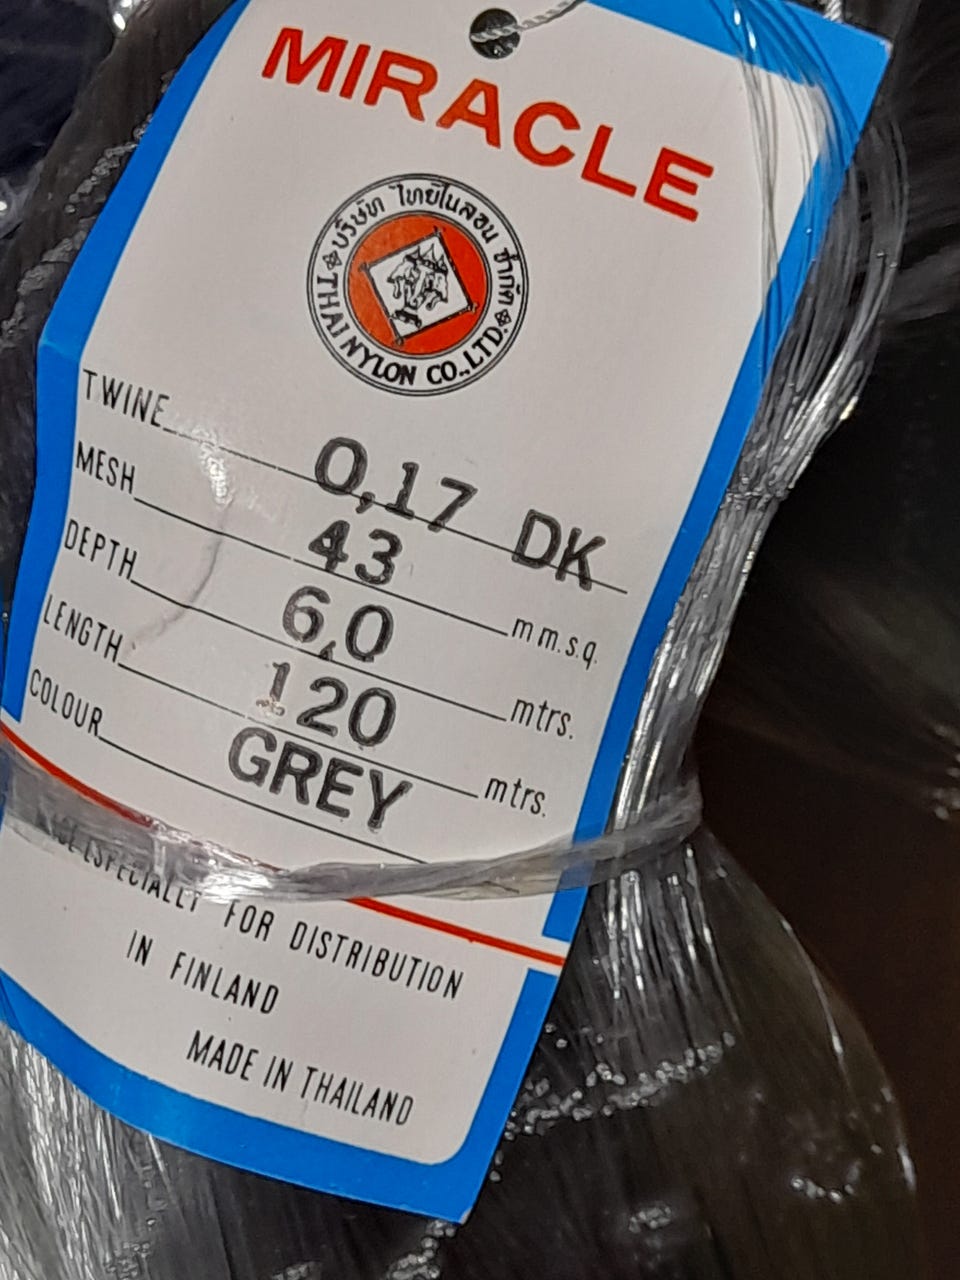 MIRACLE
บริษัท ไทยไนลอน จำกัด
THAI NYLON CO.,LTD.
TWINE 0,17 DK
MESH 43 mm.sq.
DEPTH 6,0 mtrs.
LENGTH 120 mtrs.
COLOUR GREY
ESPECIALLY FOR DISTRIBUTION
IN FINLAND
MADE IN THAILAND